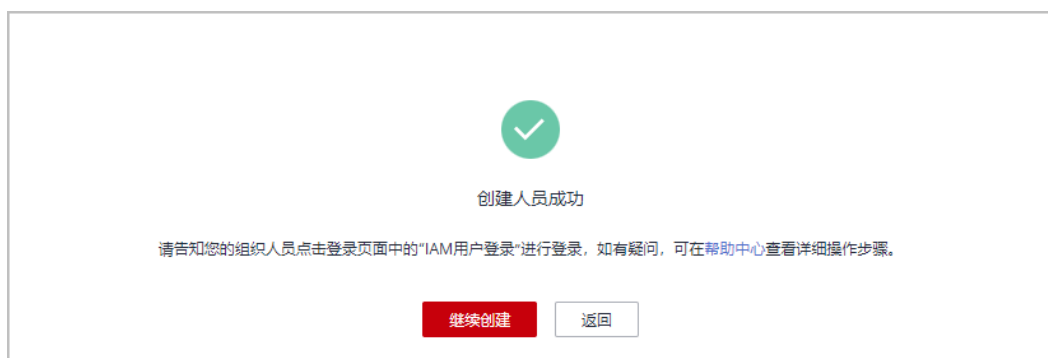 创建人员成功
请告知您的组织人员点击登录页面中的“IAM用户登录”进行登录，如有疑问，可在帮助中心查看详细操作步骤。
继续创建
返回